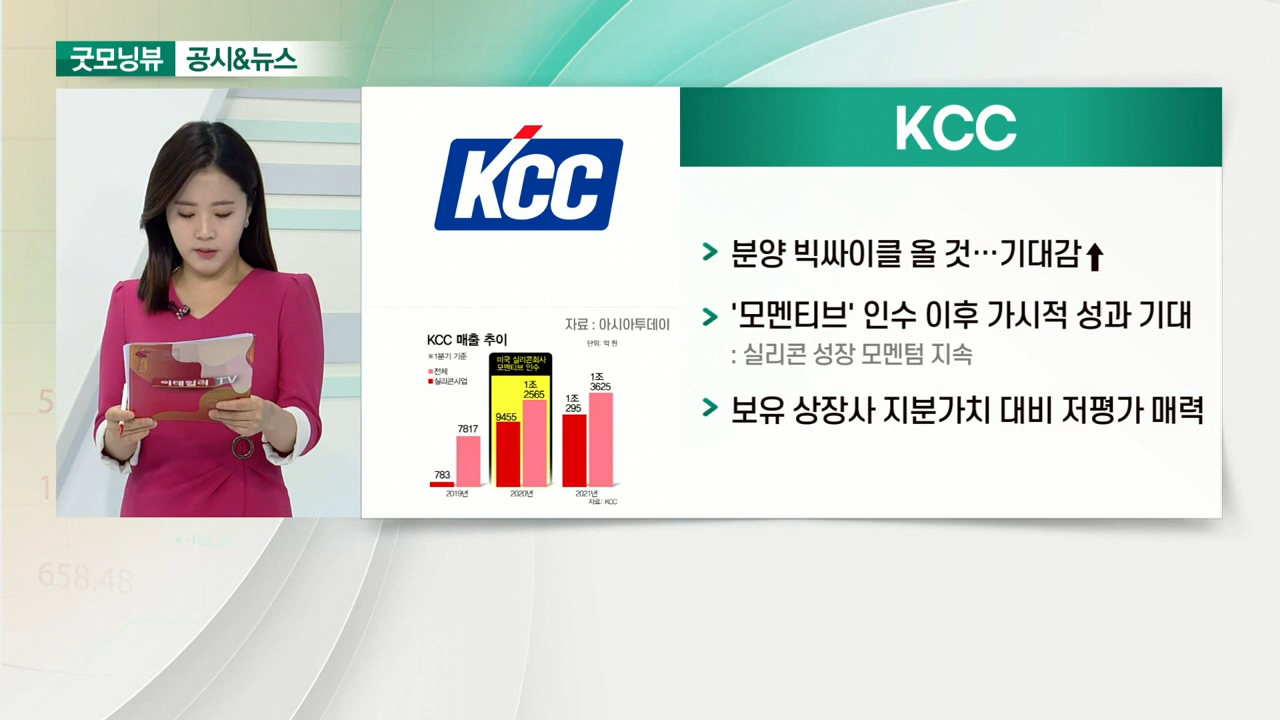 굿모닝뷰 공시&뉴스
KCC
KCC
분양 빅싸이클 올 것…기대감↑
'모멘티브' 인수 이후 가시적 성과 기대
: 실리콘 성장 모멘텀 지속
보유 상장사 지분가치 대비 저평가 매력
자료 : 아시아투데이
KCC 매출 추이
단위: 억 원
※1분기 기준
전체
실리콘사업
미국 실리콘회사
모멘티브 인수
783
7817
9455
1조
2565
1조
295
1조
3625
2019년
2020년
2021년
자료: KCC
이데일리 TV
5
1
658.48